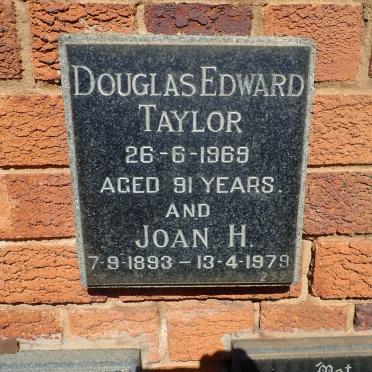 DOUGLAS EDWARD
TAYLOR
26-6-1969
AGED 91 YEARS.
AND
JOAN H.
7-9-1893 – 13-4-1979